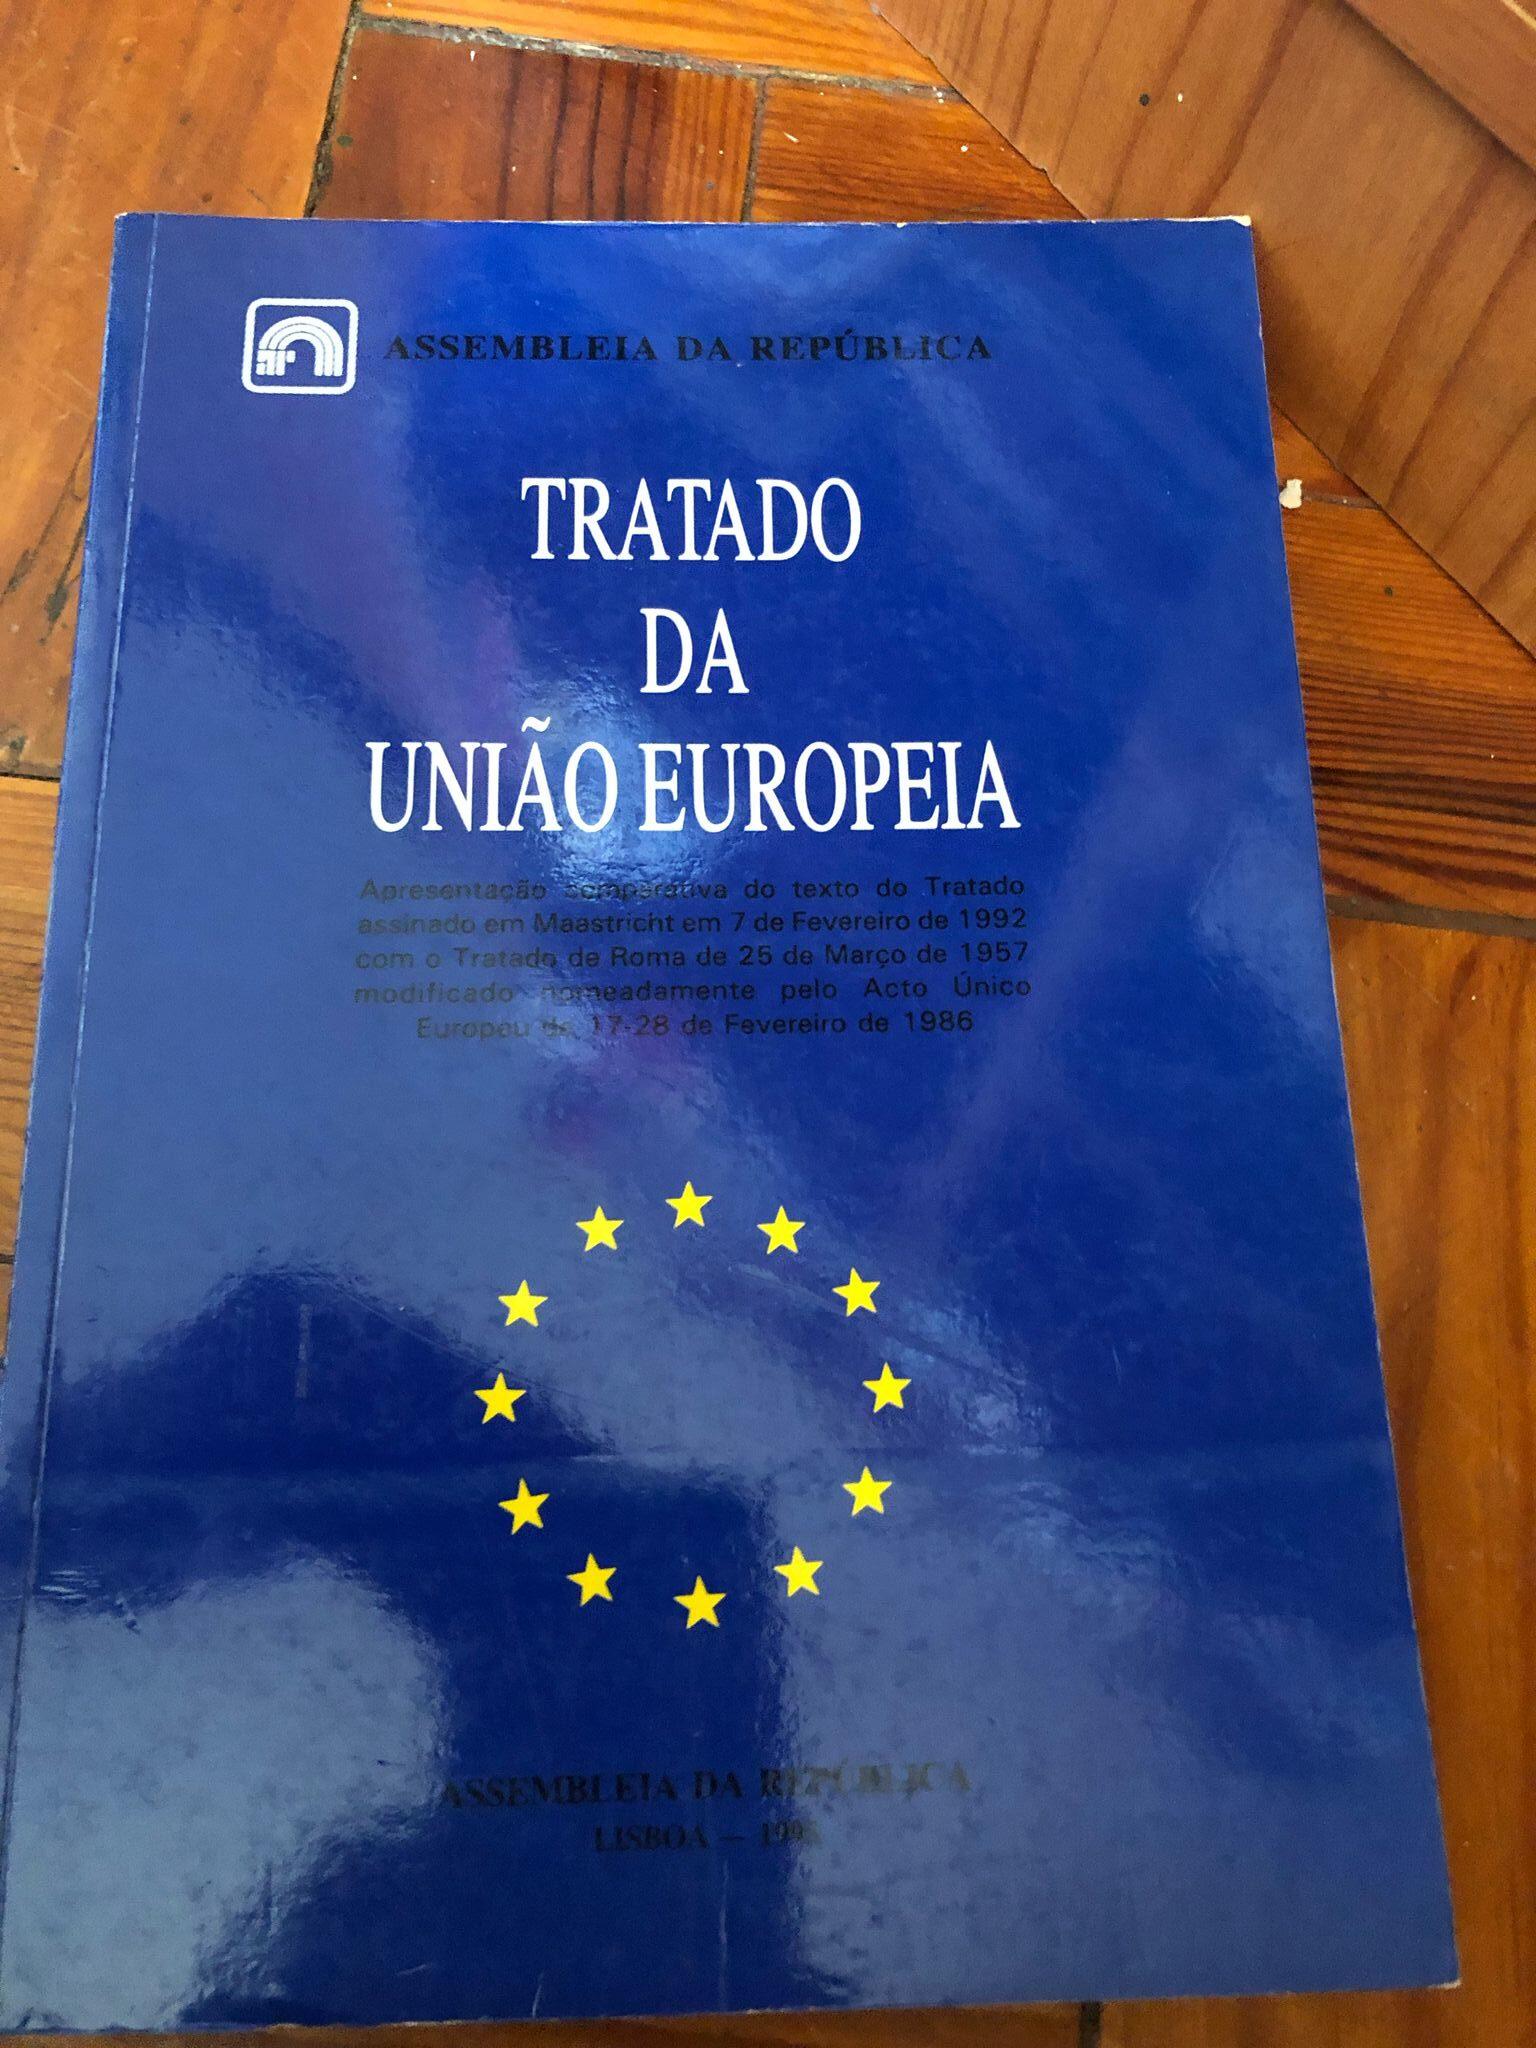 ar
ASSEMBLEIA DA REPÚBLICA
TRATADO
DA
UNIÃO EUROPEIA
Apresentação comparativa do texto do Tratado
assinado em Maastricht em 7 de Fevereiro de 1992
com o Tratado de Roma de 25 de Março de 1957
modificado nomeadamente pelo Acto Único
Europeu de 17-28 de Fevereiro de 1986
ASSEMBLEIA DA REPÚBLICA
LISBOA —